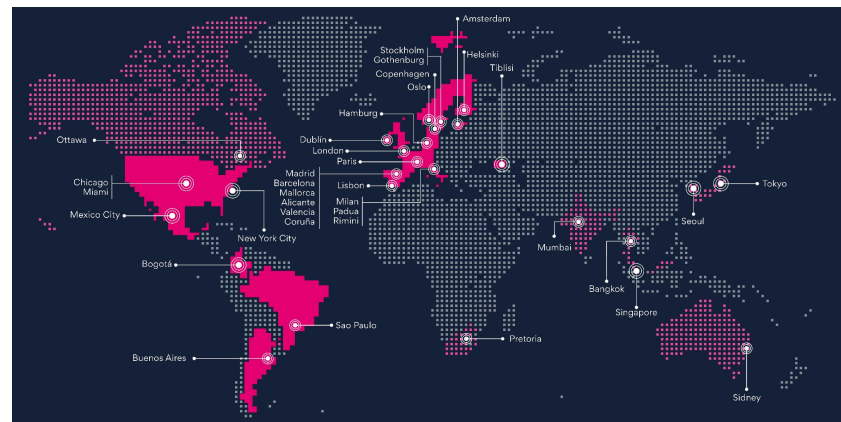 Amsterdam
Stockholm
Gothenburg
Helsinki
Copenhagen
Tiblisi
Oslo
Hamburg
Ottawa
Dublín
London
Paris
Madrid
Barcelona
Mallorca
Alicante
Valencia
Coruña
Lisbon
Milan
Padua
Rimini
Chicago
Miami
Mexico City
New York City
Tokyo
Seoul
Mumbai
Bogotá
Bangkok
Singapore
Sao Paulo
Pretoria
Buenos Aires
Sidney